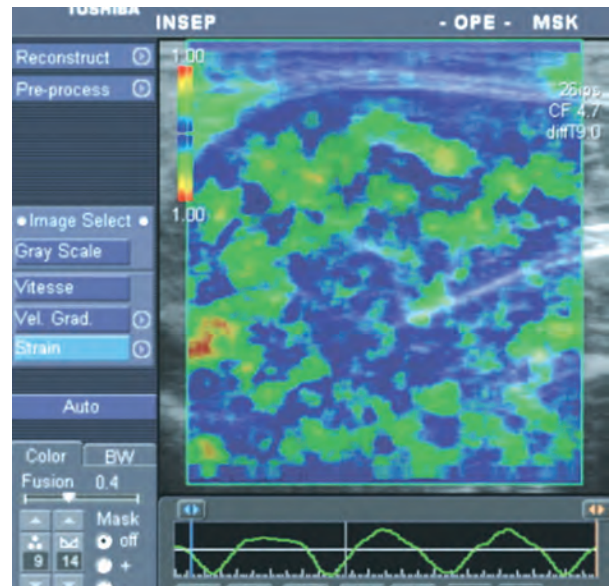 TOSHIBA
INSEP
- OPE - MSK
Reconstruct
Pre-process
1.00
26ips
CF 4.7
diffT9.0
1.00
Image Select
Gray Scale
Vitesse
Vel. Grad.
Strain
Auto
Color
BW
Fusion 0.4
Mask
off
9
14
+